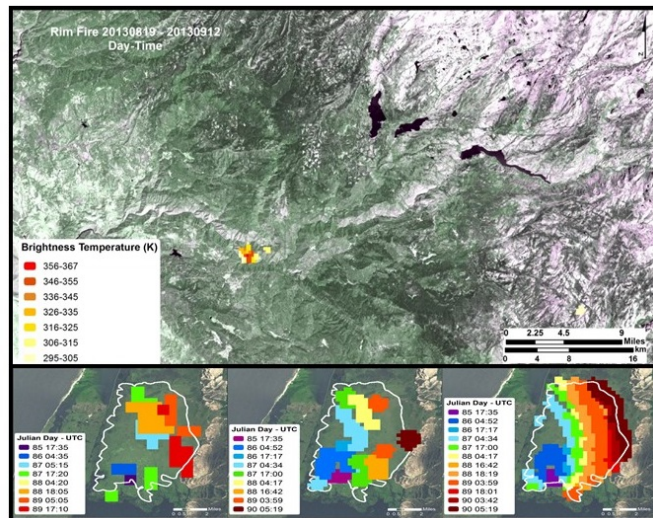 Rim Fire 20130819 - 20130912
Day-Time
Brightness Temperature (K)
356-367
346-355
336-345
326-335
316-325
306-315
295-305
0 2.25 4.5 9
Miles
km
0 4 8 16
Julian Day - UTC
85 17:35
86 04:35
87 05:15
87 17:20
88 04:20
88 18:05
89 05:05
89 17:10
Miles
Julian Day - UTC
85 17:35
86 04:52
86 17:17
87 04:34
87 17:00
88 04:17
88 16:42
89 03:59
90 05:19
Miles
Julian Day - UTC
85 17:35
86 04:52
86 17:17
87 04:34
87 17:00
88 04:17
88 16:42
88 18:19
89 03:59
89 18:01
90 03:42
90 05:19
Miles